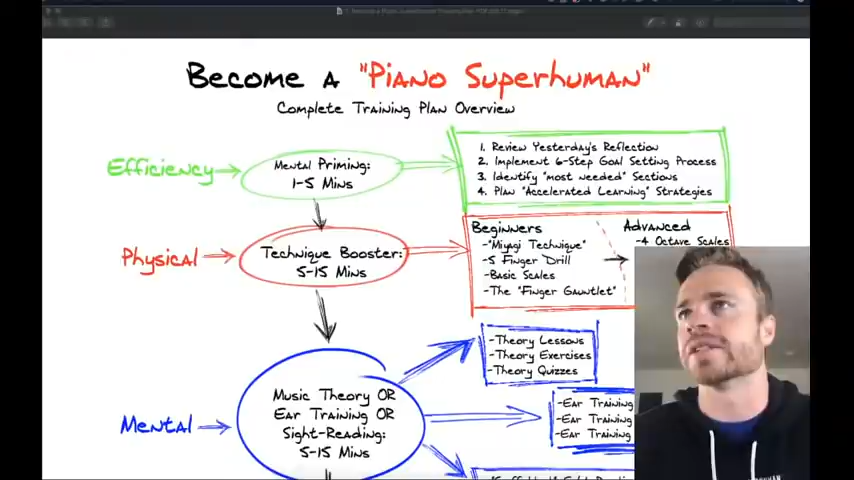 Become A "Piano Superhuman"
Complete Training Plan Overview
Efficiency
Mental Priming:
1-5 Mins
1. Review Yesterday's Reflection
2. Implement 6-Step Goal Setting Process
3. Identify "most needed" Sections
4. Plan "Accelerated Learning" Strategies
Physical
Technique Booster:
5-15 Mins
Beginners
-"Miyagi Technique"
-5 Finger Drill
-Basic Scales
-The "Finger Gauntlet"
Advanced
-4 Octave Scales
Mental
Music Theory OR
Ear Training OR
Sight-Reading:
5-15 Mins
-Theory Lessons
-Theory Exercises
-Theory Quizzes
-Ear Training
-Ear Training
-Ear Training